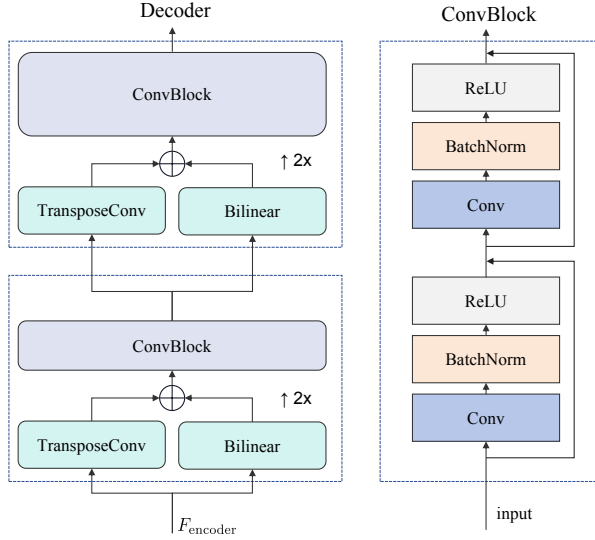 Decoder
ConvBlock
↑ 2x
TransposeConv
Bilinear
ConvBlock
↑ 2x
TransposeConv
Bilinear
F_encoder
ConvBlock
ReLU
BatchNorm
Conv
ReLU
BatchNorm
Conv
input